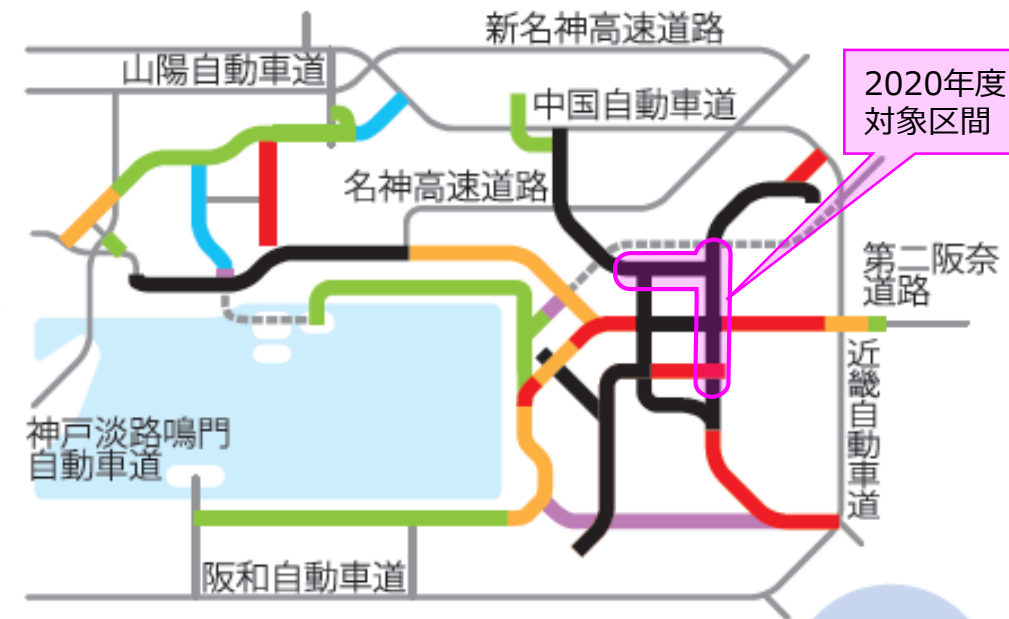 新名神高速道路
山陽自動車道
2020年度
対象区間
中国自動車道
名神高速道路
第二阪奈
道路
近畿自動車道
神戸淡路鳴門
自動車道
阪和自動車道